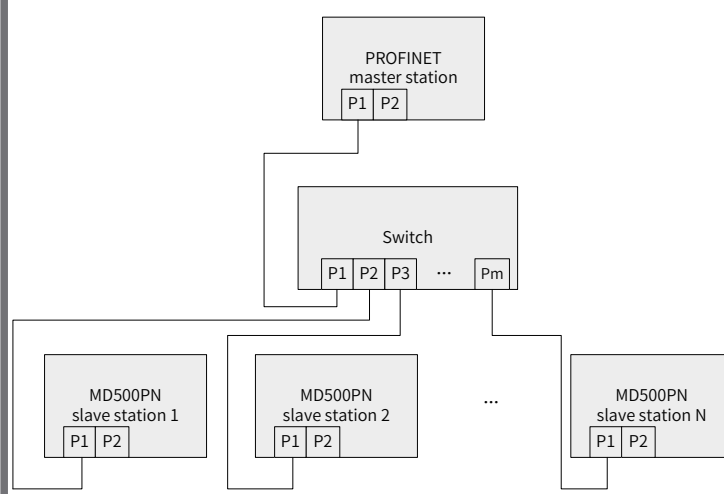 PROFINET
master station
P1 P2
Switch
P1 P2 P3 ... Pm
MD500PN
slave station 1
P1 P2
MD500PN
slave station 2
P1 P2
...
MD500PN
slave station N
P1 P2